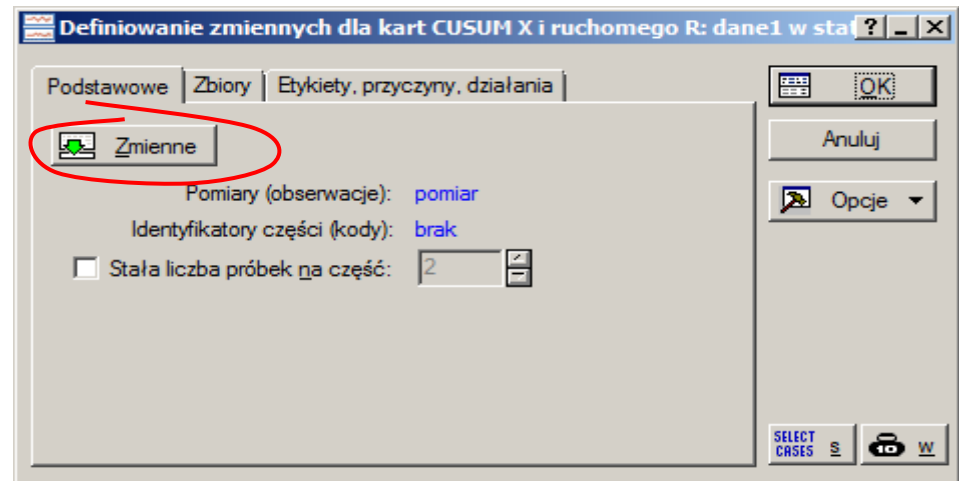 Definiowanie zmiennych dla kart CUSUM X i ruchomego R: dane1 w stat
Podstawowe Zbiory Etykiety, przyczyny, działania
OK
Zmienne
Anuluj
Pomiary (obserwacje): pomiar
Opcje
Identyfikatory części (kody): brak
Stała liczba próbek na część: 2
SELECT
CASES S
10 W